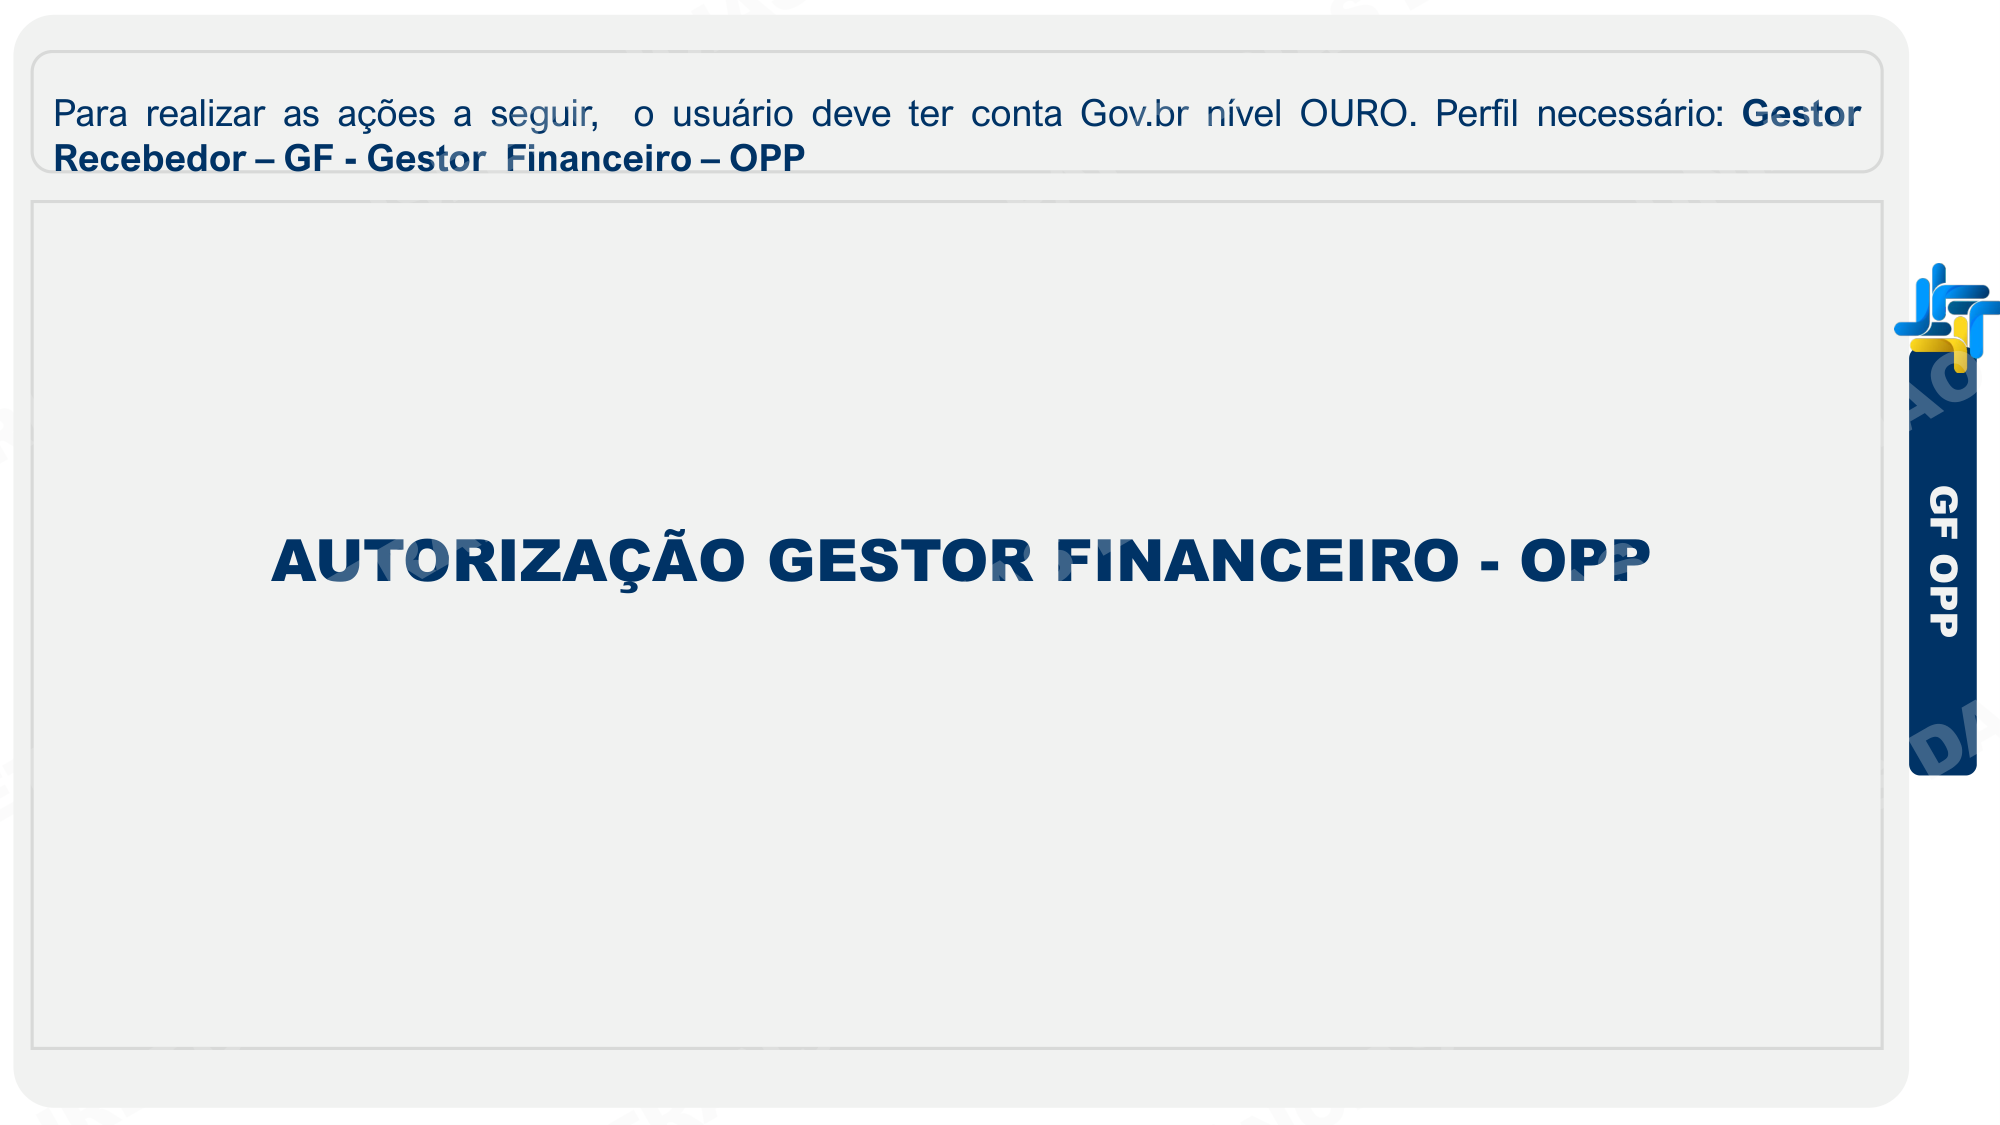 Para realizar as ações a seguir, o usuário deve ter conta Gov.br nível OURO. Perfil necessário: Gestor
Recebedor – GF - Gestor Financeiro – OPP
AUTORIZAÇÃO GESTOR FINANCEIRO - OPP
GF OPP